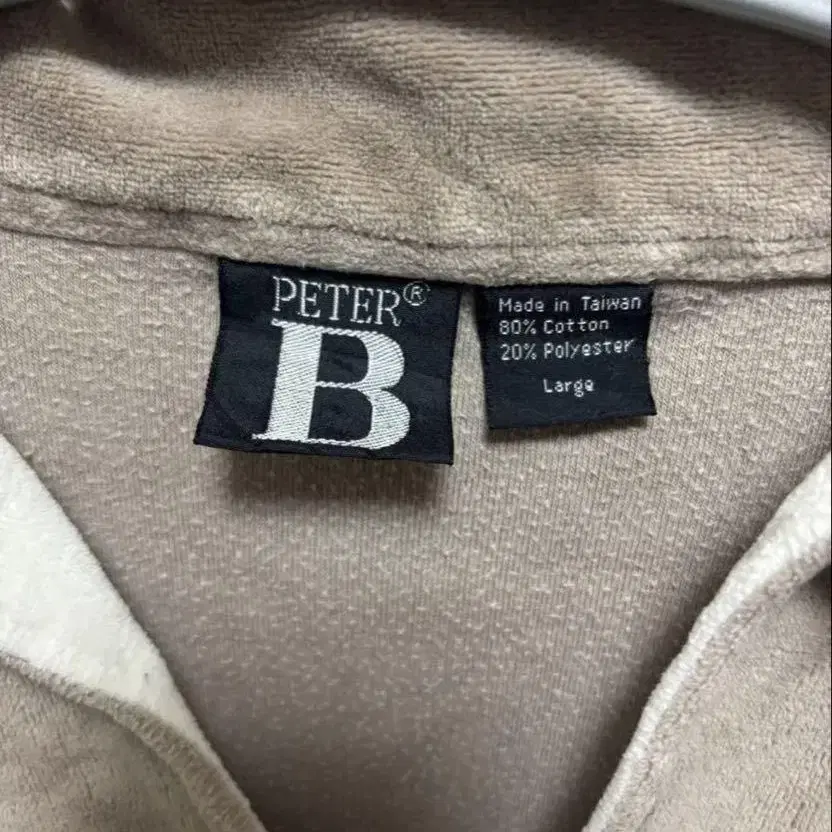 PETER®
B
Made in Taiwan
80% Cotton
20% Polyester
Large